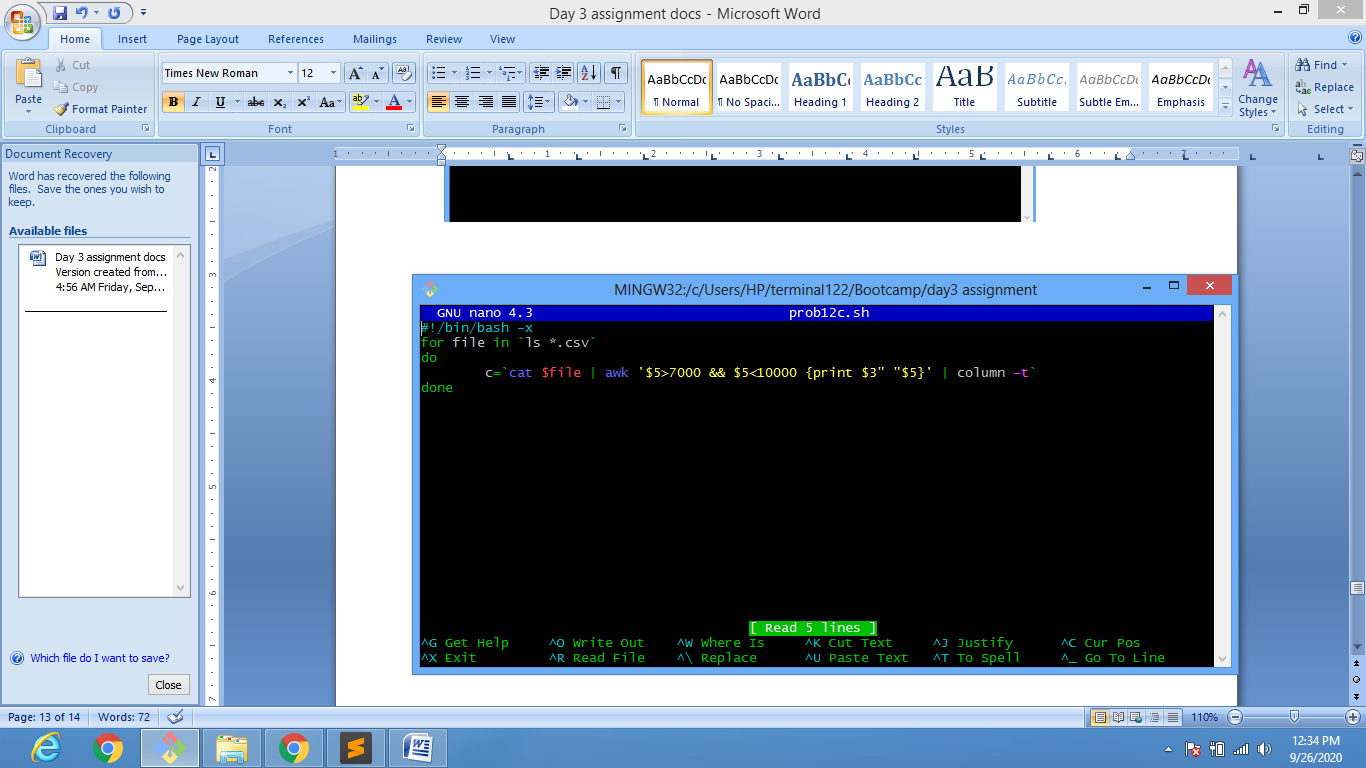 Day 3 assignment docs - Microsoft Word
Home Insert Page Layout References Mailings Review View
Paste
Cut
Copy
Format Painter
Clipboard
Times New Roman 12
Font
Paragraph
AaBbCcDc AaBbCcDc AaBbC AaBbCc AaB AaBbCc. AaBbCcDc AaBbCcDc
¶ Normal ¶ No Spaci... Heading 1 Heading 2 Title Subtitle Subtle Em... Emphasis
Change Styles
Styles
Find
Replace
Select
Editing
Document Recovery
Word has recovered the following
files. Save the ones you wish to
keep.
Available files
Day 3 assignment docs
Version created from...
4:56 AM Friday, Sep...
Which file do I want to save?
Close
MINGW32:/c/Users/HP/terminal122/Bootcamp/day3 assignment
GNU nano 4.3 prob12c.sh
#!/bin/bash -x
for file in `ls *.csv`
do
c=`cat $file | awk '$5>7000 && $5<10000 {print $3" "$5}' | column -t`
done
[ Read 5 lines ]
^G Get Help ^O Write Out ^W Where Is ^K Cut Text ^J Justify ^C Cur Pos
^X Exit ^R Read File ^\ Replace ^U Paste Text ^T To Spell ^_ Go To Line
Page: 13 of 14 Words: 72 110%
12:34 PM
9/26/2020